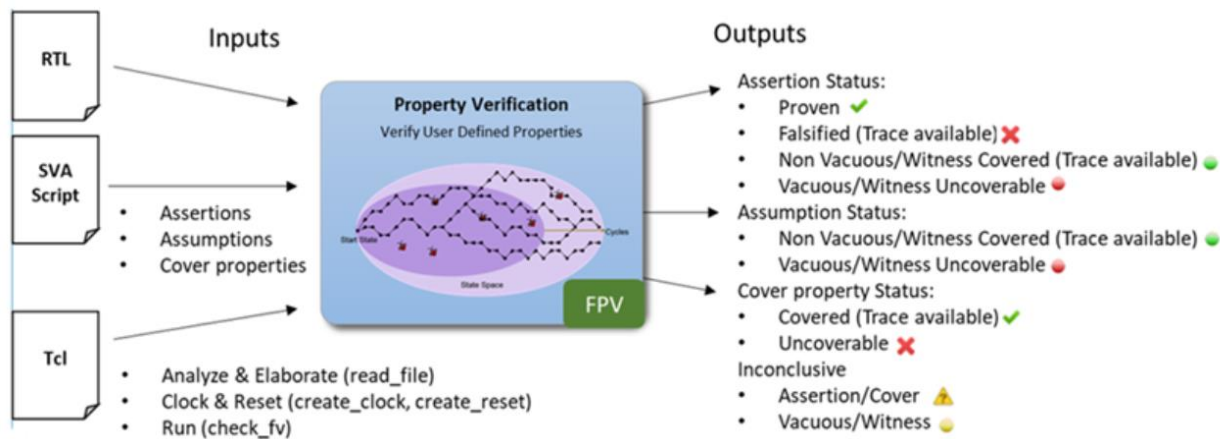 Inputs
Outputs
RTL
SVA
Script
Assertions
Assumptions
Cover properties
Tcl
Analyze & Elaborate (read_file)
Clock & Reset (create_clock, create_reset)
Run (check_fv)
Property Verification
Verify User Defined Properties
Start State
Cycles
State Space
FPV
Assertion Status:
Proven
Falsified (Trace available)
Non Vacuous/Witness Covered (Trace available)
Vacuous/Witness Uncoverable
Assumption Status:
Non Vacuous/Witness Covered (Trace available)
Vacuous/Witness Uncoverable
Cover property Status:
Covered (Trace available)
Uncoverable
Inconclusive
Assertion/Cover
Vacuous/Witness